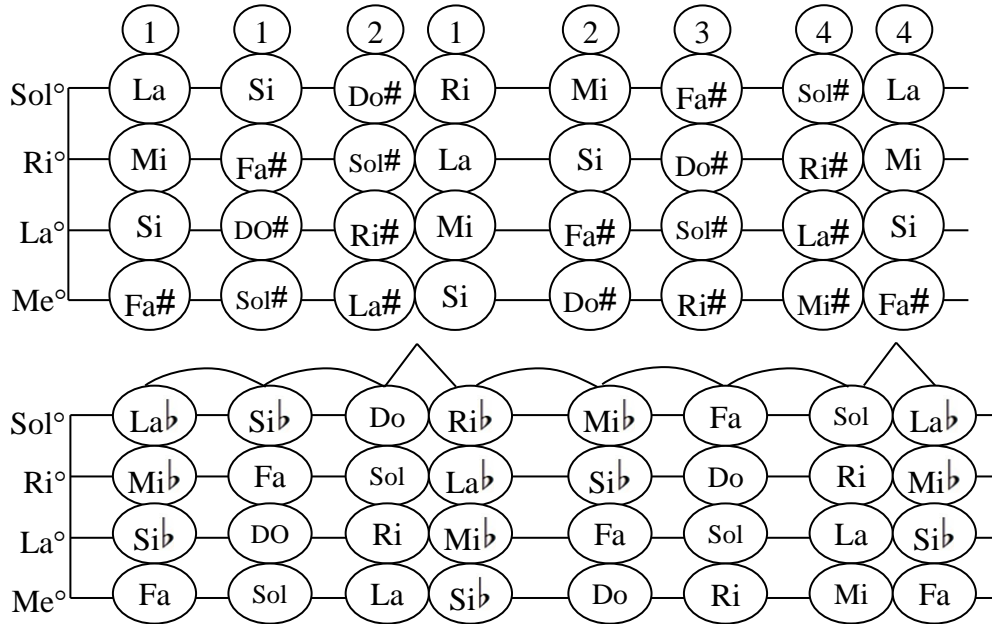 1 1 2 1 2 3 4 4
Sol° La Si Do# Ri Mi Fa# Sol# La
Ri° Mi Fa# Sol# La Si Do# Ri# Mi
La° Si DO# Ri# Mi Fa# Sol# La# Si
Me° Fa# Sol# La# Si Do# Ri# Mi# Fa#
Sol° La♭ Si♭ Do Ri♭ Mi♭ Fa Sol La♭
Ri° Mi♭ Fa Sol La♭ Si♭ Do Ri Mi♭
La° Si♭ DO Ri Mi♭ Fa Sol La Si♭
Me° Fa Sol La Si♭ Do Ri Mi Fa